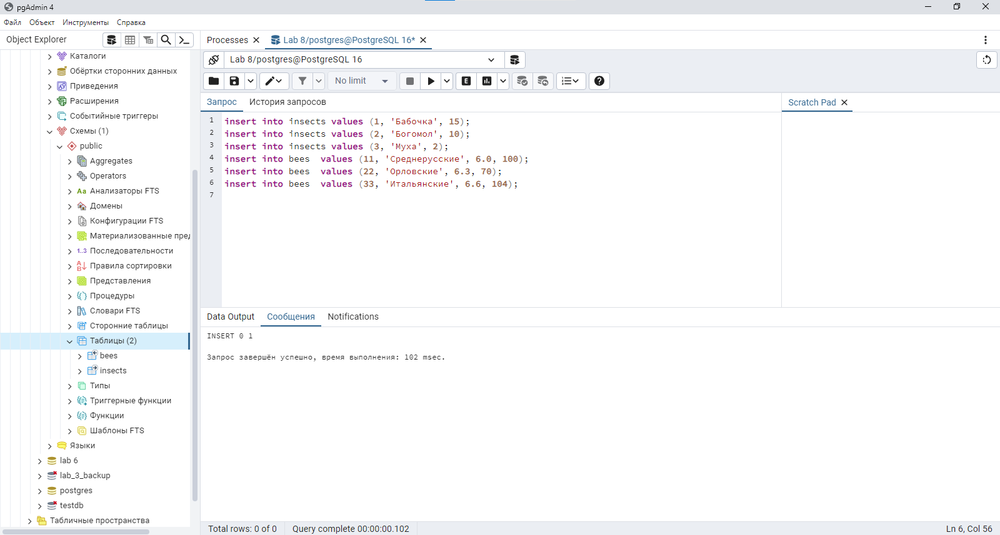 pgAdmin 4
Файл Объект Инструменты Справка
Object Explorer
Каталоги
Обёртки сторонних данных
Приведения
Расширения
Событийные триггеры
Схемы (1)
public
Aggregates
Operators
Aa Анализаторы FTS
Домены
Конфигурации FTS
Материализованные пред
1..3 Последовательности
Правила сортировки
Представления
Процедуры
Словари FTS
Сторонние таблицы
Таблицы (2)
bees
insects
Типы
Триггерные функции
Функции
Шаблоны FTS
Языки
lab 6
lab_3_backup
postgres
testdb
Табличные пространства
Processes
Lab 8/postgres@PostgreSQL 16*
Lab 8/postgres@PostgreSQL 16
No limit
E
Запрос История запросов
1 insert into insects values (1, 'Бабочка', 15);
2 insert into insects values (2, 'Богомол', 10);
3 insert into insects values (3, 'Муха', 2);
4 insert into bees  values (11, 'Среднерусские', 6.0, 100);
5 insert into bees  values (22, 'Орловские', 6.3, 70);
6 insert into bees  values (33, 'Итальянские', 6.6, 104);
7
Scratch Pad
Data Output Сообщения Notifications
INSERT 0 1
Запрос завершён успешно, время выполнения: 102 msec.
Total rows: 0 of 0 Query complete 00:00:00.102 Ln 6, Col 56